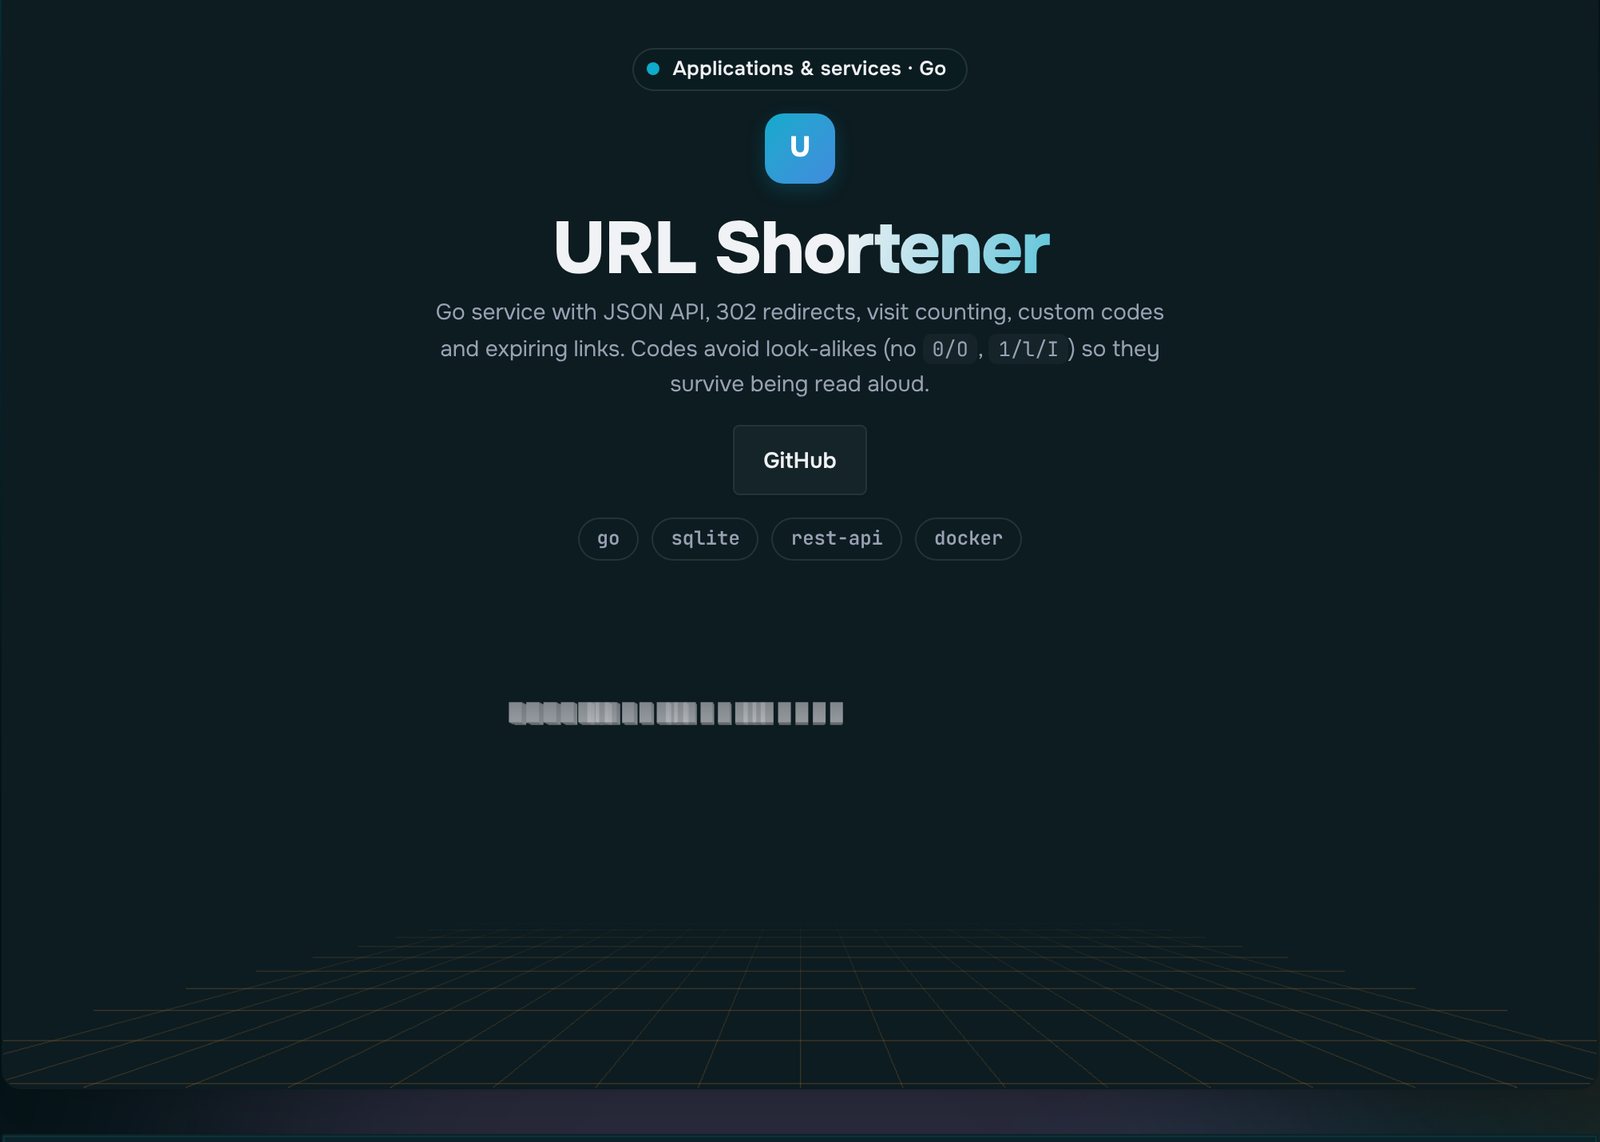 Applications & services · Go
U
URL Shortener
Go service with JSON API, 302 redirects, visit counting, custom codes
and expiring links. Codes avoid look-alikes (no 0/O, 1/l/I) so they
survive being read aloud.
GitHub
go sqlite rest-api docker